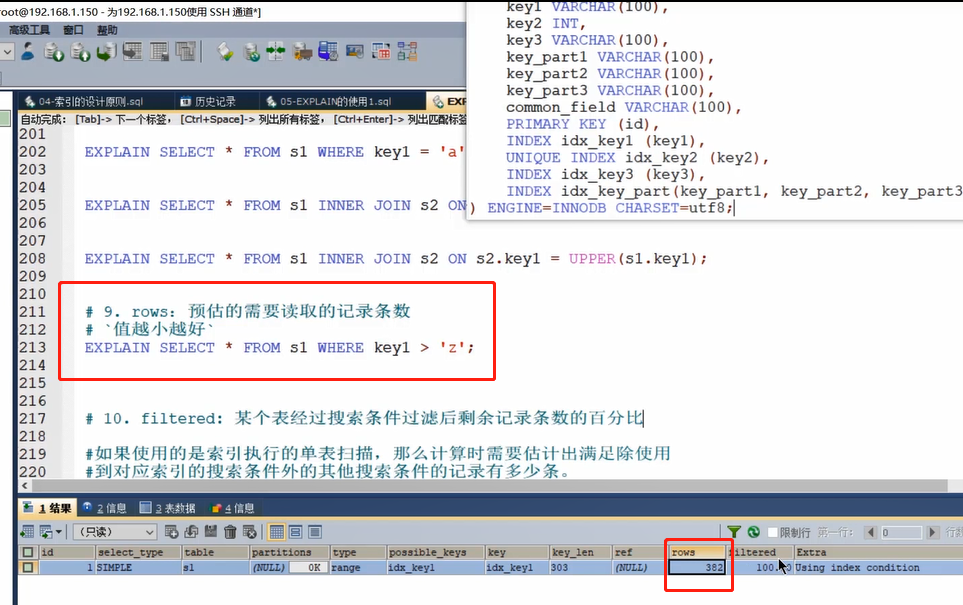 root@192.168.1.150 - 为192.168.1.150使用 SSH 通道*]
高级工具 窗口 帮助
04-索引的设计原则.sql 历史记录 05-EXPLAIN的使用1.sql EXP
自动完成: [Tab]-> 下一个标签, [Ctrl+Space]-> 列出所有标签, [Ctrl+Enter]-> 列出匹配标签
key1 VARCHAR(100),
key2 INT,
key3 VARCHAR(100),
key_part1 VARCHAR(100),
key_part2 VARCHAR(100),
key_part3 VARCHAR(100),
common_field VARCHAR(100),
PRIMARY KEY (id),
INDEX idx_key1 (key1),
UNIQUE INDEX idx_key2 (key2),
INDEX idx_key3 (key3),
INDEX idx_key_part(key_part1, key_part2, key_part3
) ENGINE=INNODB CHARSET=utf8;
201
202 EXPLAIN SELECT * FROM s1 WHERE key1 = 'a'
203
204
205 EXPLAIN SELECT * FROM s1 INNER JOIN s2 ON
206
207
208 EXPLAIN SELECT * FROM s1 INNER JOIN s2 ON s2.key1 = UPPER(s1.key1);
209
210
211 # 9. rows: 预估的需要读取的记录条数
212 # `值越小越好`
213 EXPLAIN SELECT * FROM s1 WHERE key1 > 'z';
214
215
216
217 # 10. filtered: 某个表经过搜索条件过滤后剩余记录条数的百分比
218
219 #如果使用的是索引执行的单表扫描，那么计算时需要估计出满足除使用
220 #到对应索引的搜索条件外的其他搜索条件的记录有多少条。
1 结果 2 信息 3 表数据 4 信息
(只读) 限制行 第一行: 0 行数
id select_type table partitions type possible_keys key key_len ref rows filtered Extra
1 SIMPLE s1 (NULL) 0K range idx_key1 idx_key1 303 (NULL) 382 Using index condition